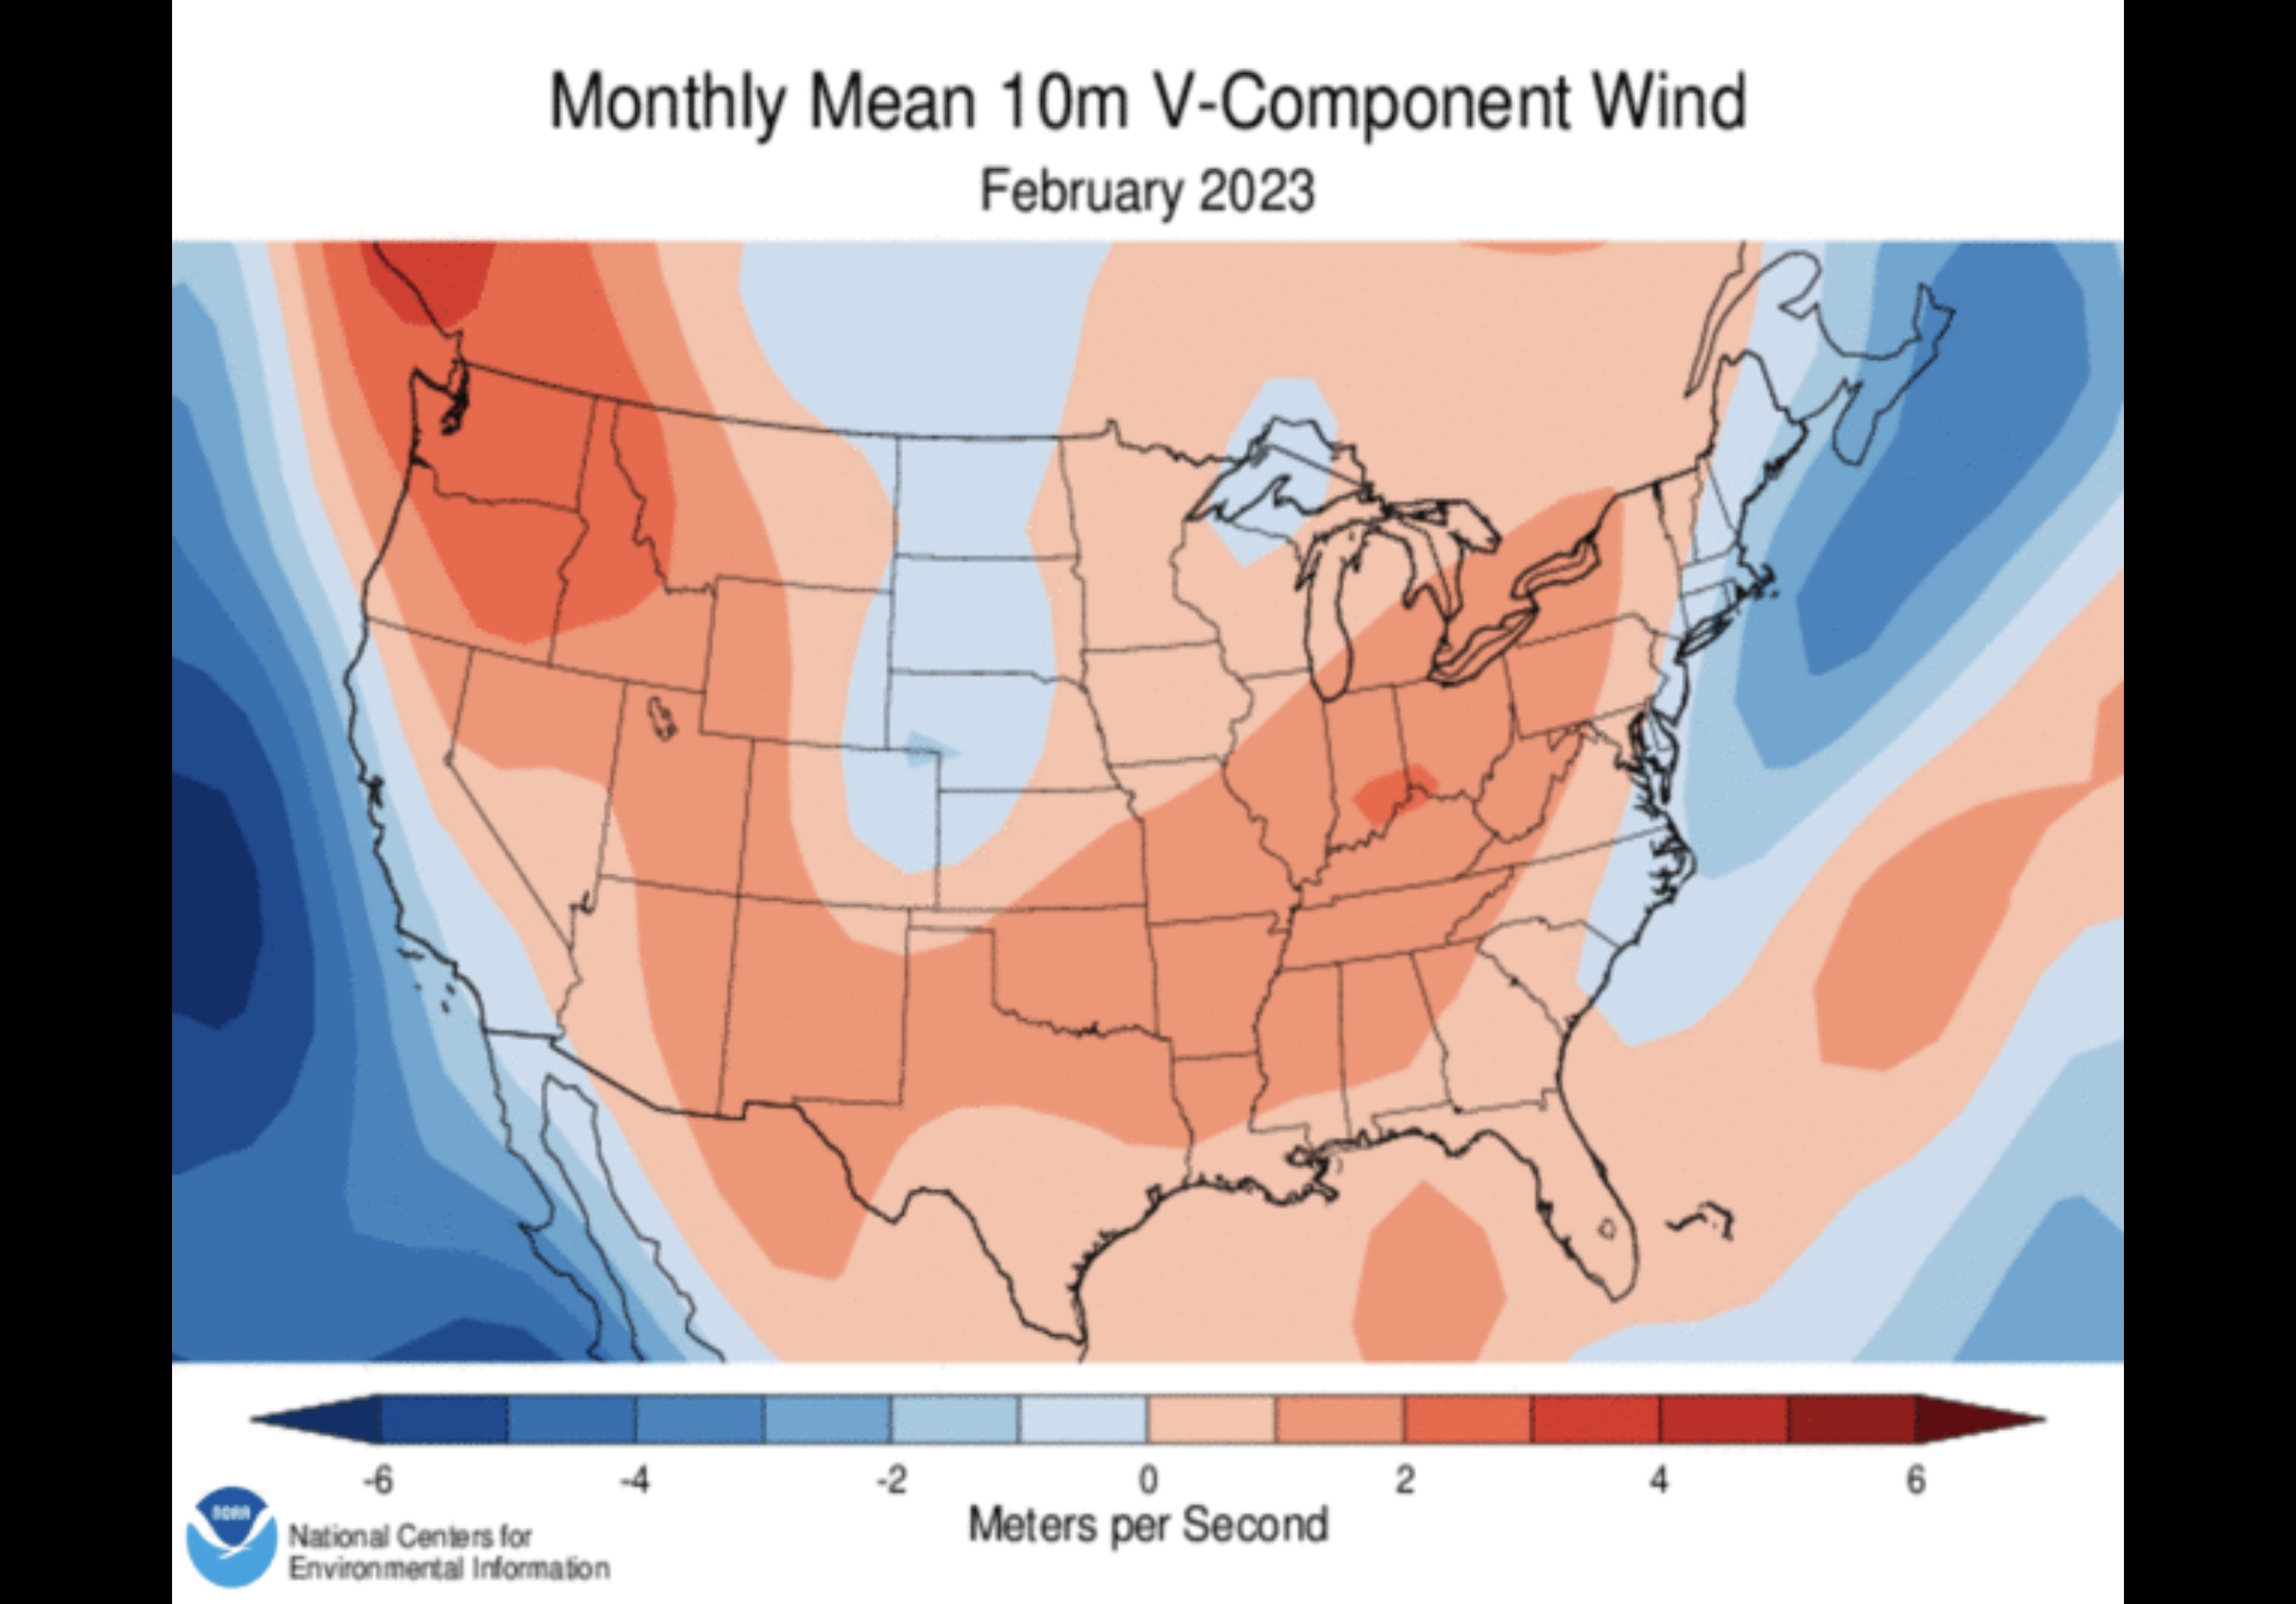 Monthly Mean 10m V-Component Wind
February 2023
-6 -4 -2 0 2 4 6
Meters per Second
NOAA
National Centers for
Environmental Information